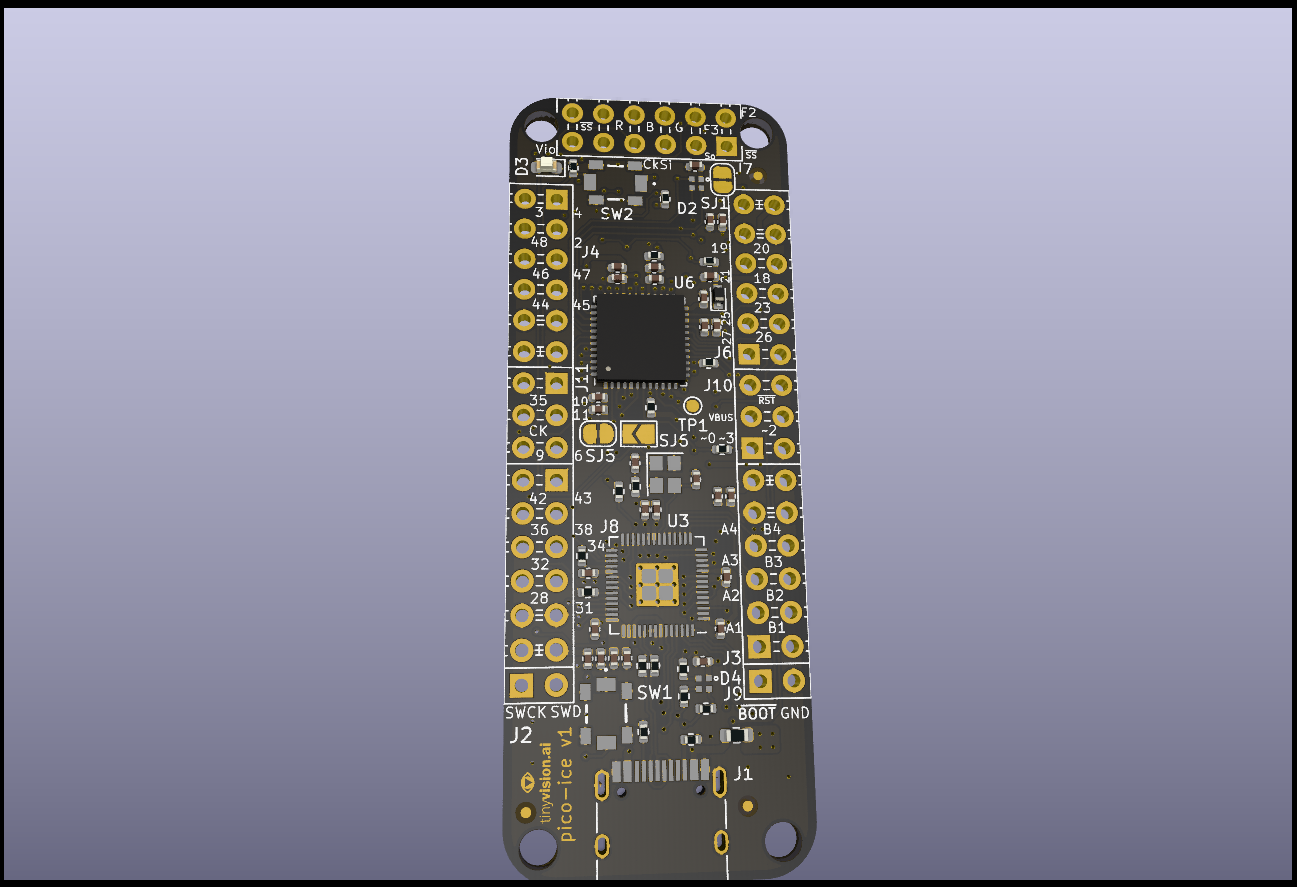 F2
SS R B G F3
So SS
Vio CkSi J7
D3
SW2 D2 SJ1
3 4
48 2
J4
46 47
44 45
19 20
U6 21
18
23
25
27 26
J6
J11
J10
35 10
11
RST
VBUS
CK
TP1
~2
9 6
SJ3 SJ5 ~0 ~3
42 43
U3
J8
36 38
34
A4 B4
32
A3 B3
28 31
A2 B2
A1 B1
J3
D4
SW1 J9
SWCK SWD
BOOT GND
J2
tinyvision.ai
pico-ice v1
J1